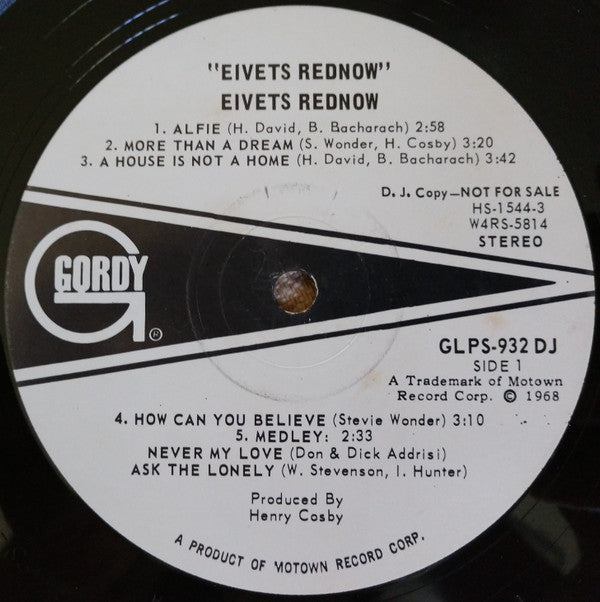 "EIVETS REDNOW"
EIVETS REDNOW
1. ALFIE (H. David, B. Bacharach) 2:58
2. MORE THAN A DREAM (S. Wonder, H. Cosby) 3:20
3. A HOUSE IS NOT A HOME (H. David, B. Bacharach) 3:42
D. J. Copy—NOT FOR SALE
HS-1544-3
W4RS-5814
STEREO
GORDY
®
GLPS-932 DJ
SIDE 1
A Trademark of Motown
Record Corp. © 1968
4. HOW CAN YOU BELIEVE (Stevie Wonder) 3:10
5. MEDLEY: 2:33
NEVER MY LOVE (Don & Dick Addrisi)
ASK THE LONELY (W. Stevenson, I. Hunter)
Produced By
Henry Cosby
A PRODUCT OF MOTOWN RECORD CORP.